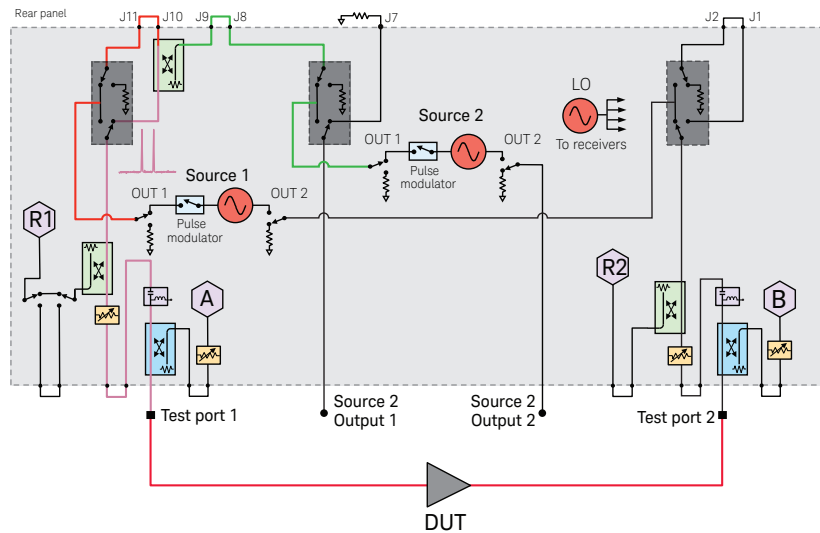 Rear panel
J11 J10 J9 J8 J7 J2 J1
LO
To receivers
Source 2
OUT 1
OUT 2
Pulse
modulator
Source 1
OUT 1
OUT 2
Pulse
modulator
R1
A
R2
B
Test port 1
Source 2
Output 1
Source 2
Output 2
Test port 2
DUT